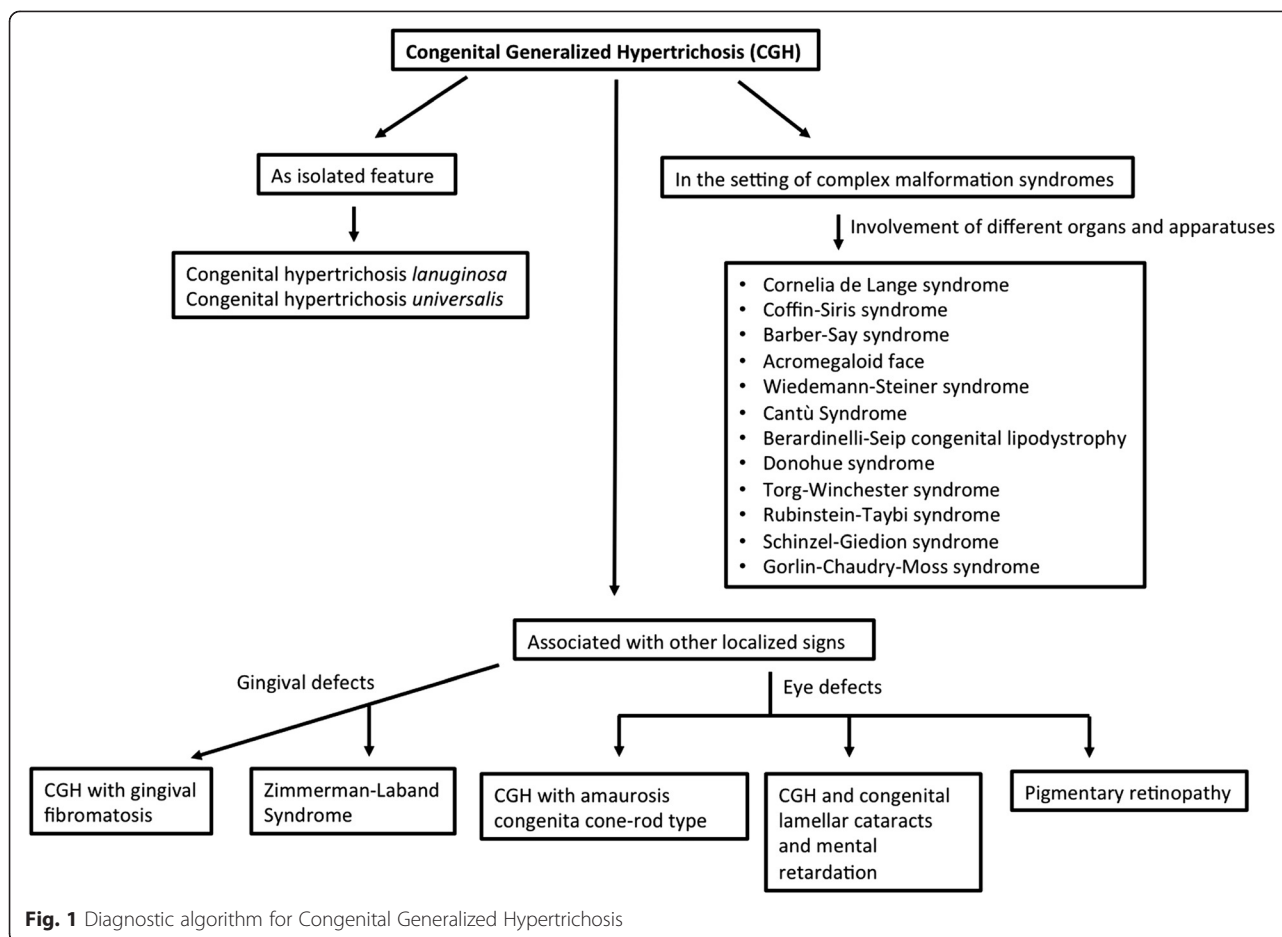 Congenital Generalized Hypertrichosis (CGH)
As isolated feature
In the setting of complex malformation syndromes
Involvement of different organs and apparatuses
Congenital hypertrichosis lanuginosa
Congenital hypertrichosis universalis
• Cornelia de Lange syndrome
• Coffin-Siris syndrome
• Barber-Say syndrome
• Acromegaloid face
• Wiedemann-Steiner syndrome
• Cantù Syndrome
• Berardinelli-Seip congenital lipodystrophy
• Donohue syndrome
• Torg-Winchester syndrome
• Rubinstein-Taybi syndrome
• Schinzel-Giedion syndrome
• Gorlin-Chaudry-Moss syndrome
Associated with other localized signs
Gingival defects
Eye defects
CGH with gingival
fibromatosis
Zimmerman-Laband
Syndrome
CGH with amaurosis
congenita cone-rod type
CGH and congenital
lamellar cataracts
and mental
retardation
Pigmentary retinopathy
Fig. 1 Diagnostic algorithm for Congenital Generalized Hypertrichosis